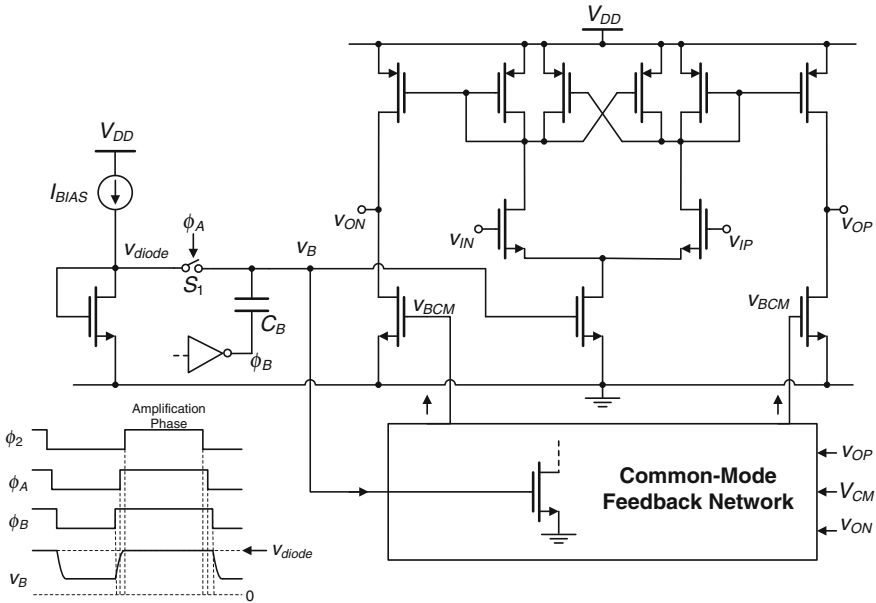 V_DD
V_DD
I_BIAS
ϕ_A
v_diode
S_1
v_B
C_B
ϕ_B
v_ON
v_IN
v_IP
v_OP
v_BCM
v_BCM
Amplification
Phase
ϕ_2
ϕ_A
ϕ_B
v_B
v_diode
0
Common-Mode
Feedback Network
v_OP
V_CM
v_ON